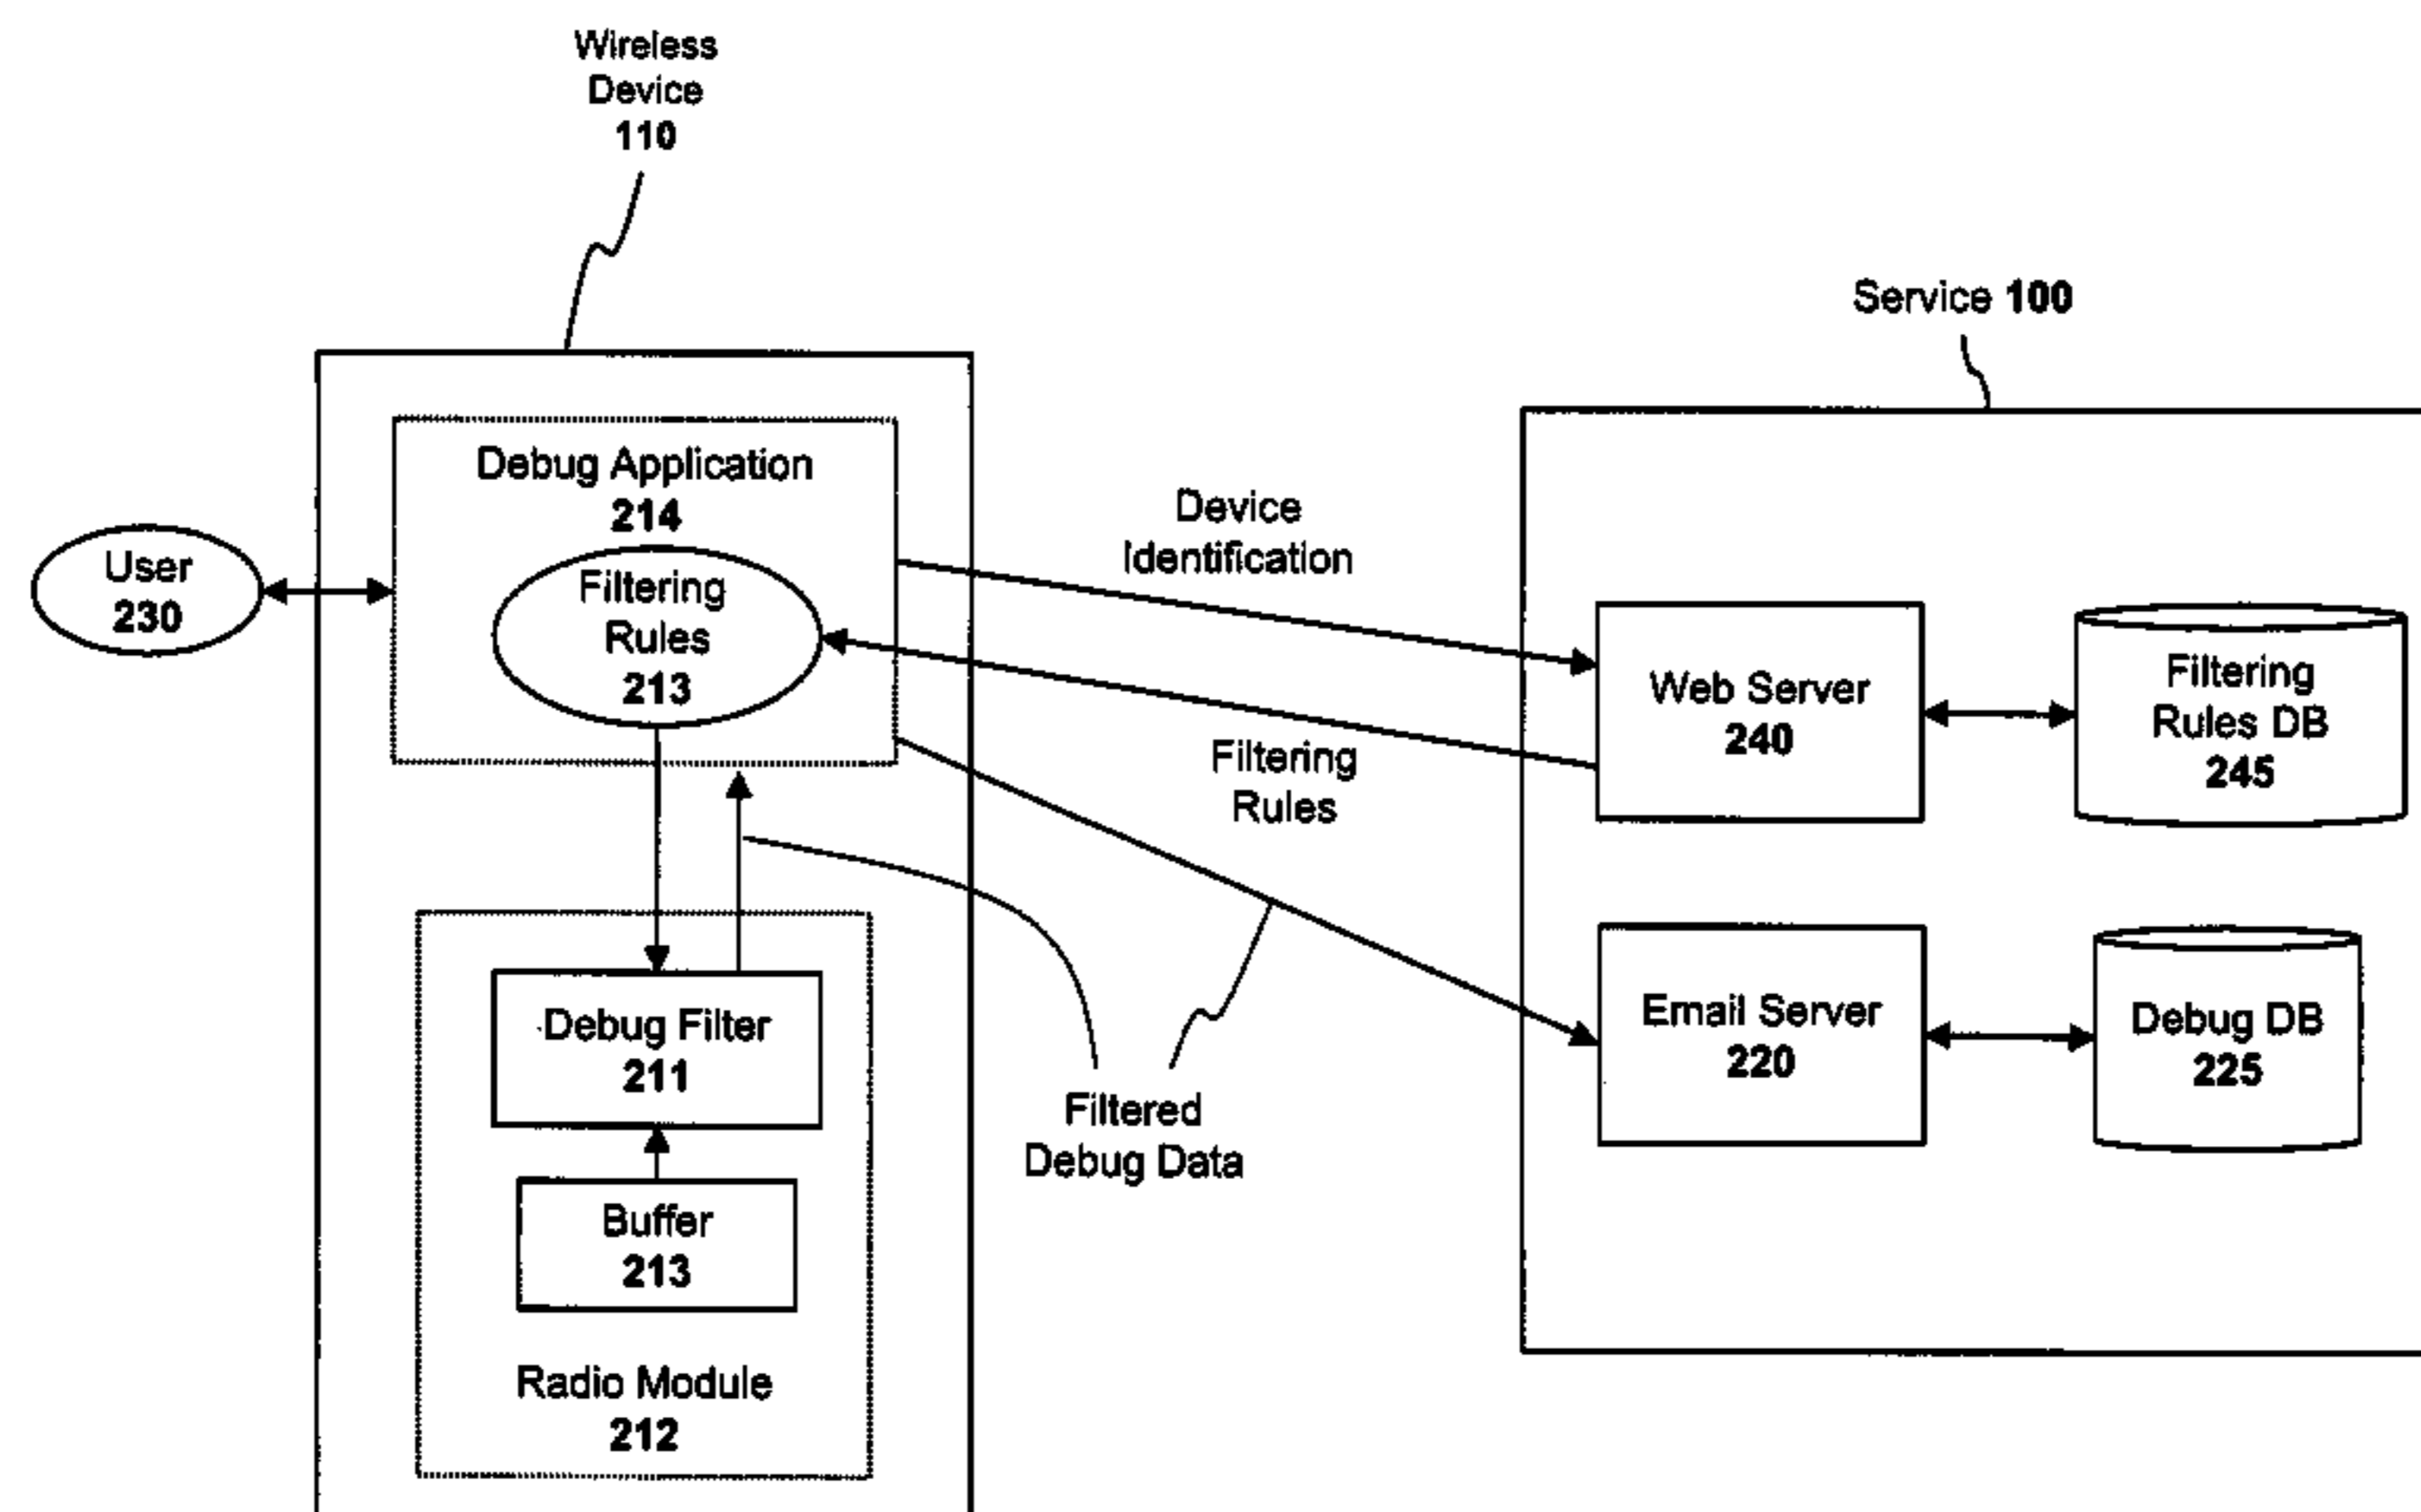 Wireless
Device
110
Service 100
Debug Application
214
Filtering
Rules
213
User
230
Device
Identification
Filtering
Rules
Web Server
240
Filtering
Rules DB
245
Debug Filter
211
Buffer
213
Radio Module
212
Filtered
Debug Data
Email Server
220
Debug DB
225